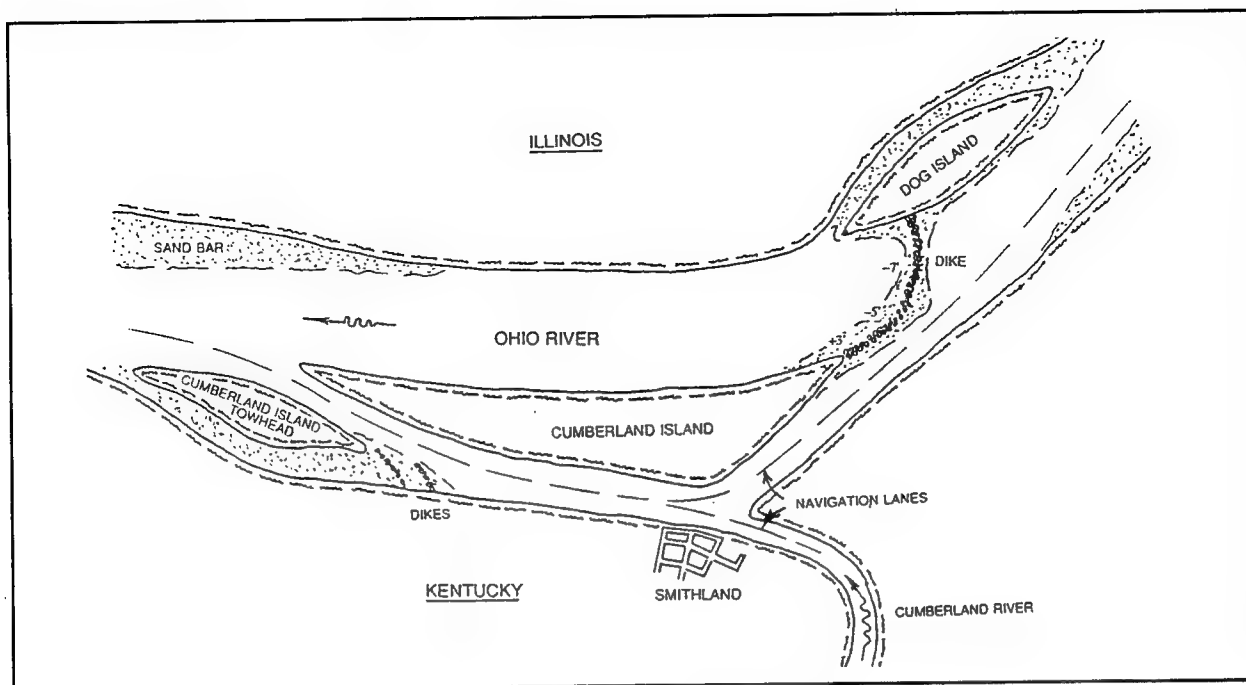 ILLINOIS
DOG ISLAND
SAND BAR
-7'
DIKE
-5'
OHIO RIVER
+3'
CUMBERLAND ISLAND
TOWHEAD
CUMBERLAND ISLAND
NAVIGATION LANES
DIKES
KENTUCKY
SMITHLAND
CUMBERLAND RIVER